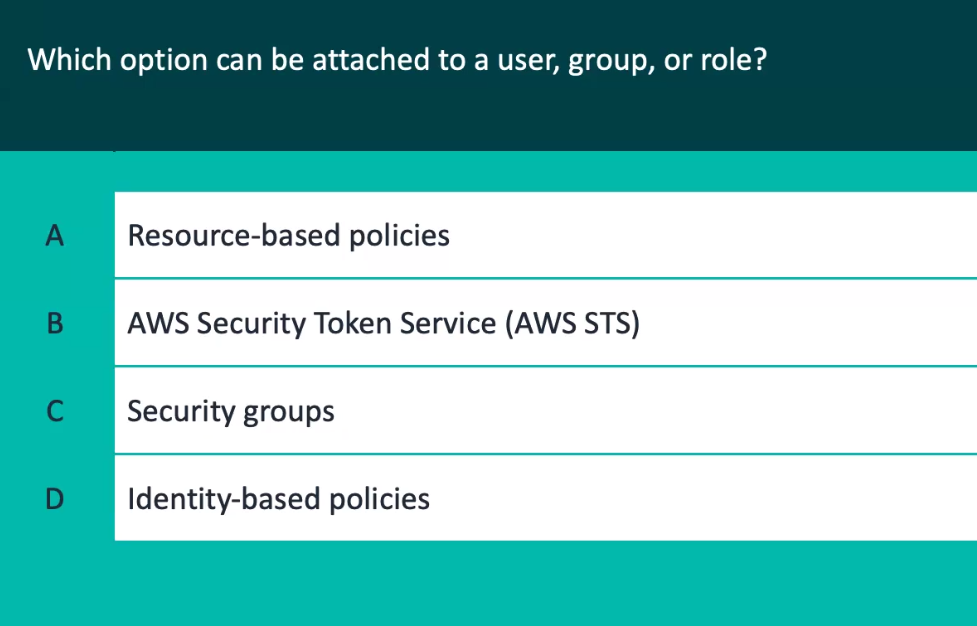 Which option can be attached to a user, group, or role?
A Resource-based policies
B AWS Security Token Service (AWS STS)
C Security groups
D Identity-based policies